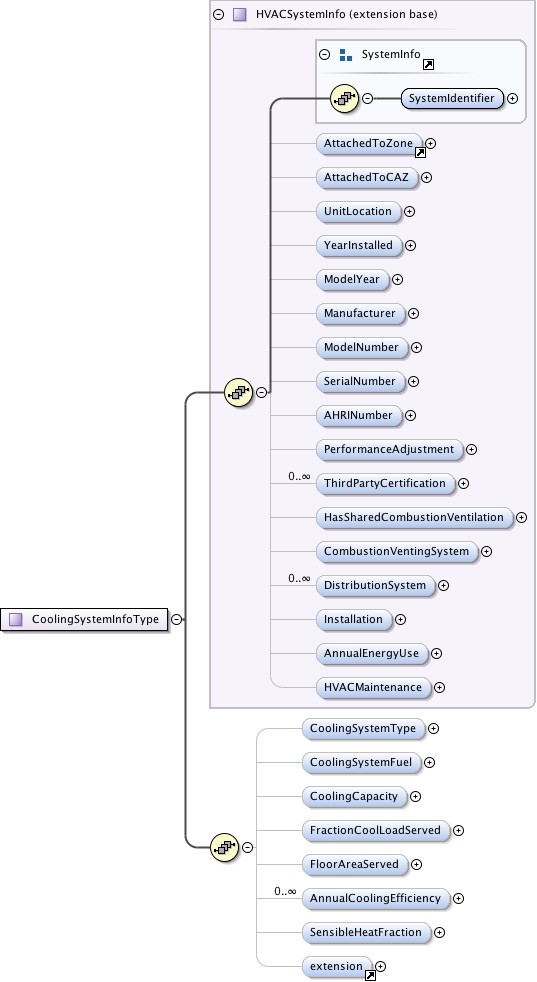 HVACSystemInfo (extension base)
SystemInfo
SystemIdentifier
AttachedToZone
AttachedToCAZ
UnitLocation
YearInstalled
ModelYear
Manufacturer
ModelNumber
SerialNumber
AHRINumber
PerformanceAdjustment
0..∞
ThirdPartyCertification
HasSharedCombustionVentilation
CombustionVentingSystem
0..∞
DistributionSystem
Installation
AnnualEnergyUse
HVACMaintenance
CoolingSystemInfoType
CoolingSystemType
CoolingSystemFuel
CoolingCapacity
FractionCoolLoadServed
FloorAreaServed
0..∞
AnnualCoolingEfficiency
SensibleHeatFraction
extension